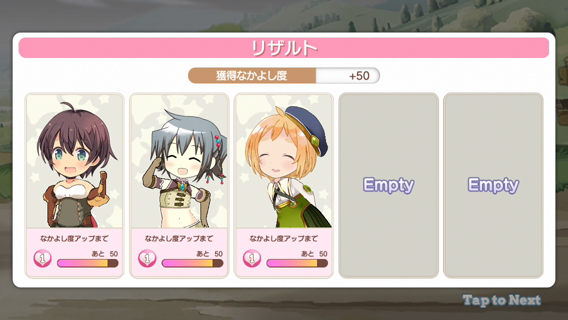 リザルト
獲得なかよし度 +50
なかよし度アップまで
あと 50
1
なかよし度アップまで
あと 50
1
なかよし度アップまで
あと 50
1
Empty
Empty
Tap to Next